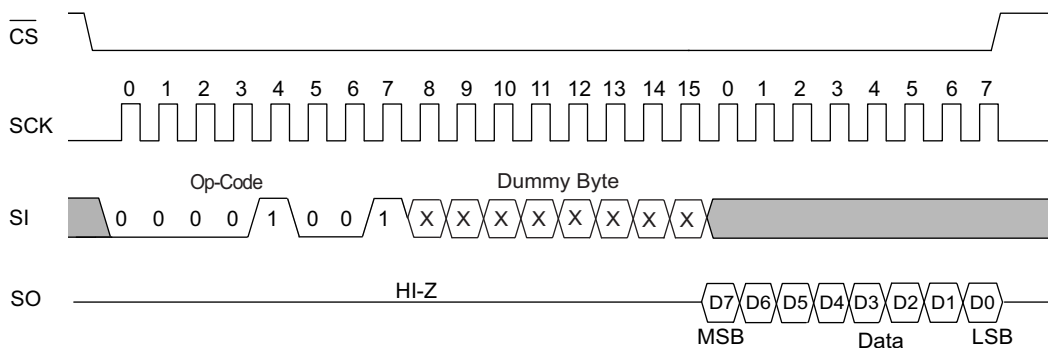 CS
0 1 2 3 4 5 6 7 8 9 10 11 12 13 14 15 0 1 2 3 4 5 6 7
SCK
Op-Code Dummy Byte
SI 0 0 0 0 1 0 0 1 X X X X X X X X
HI-Z
SO D7 D6 D5 D4 D3 D2 D1 D0
MSB Data LSB